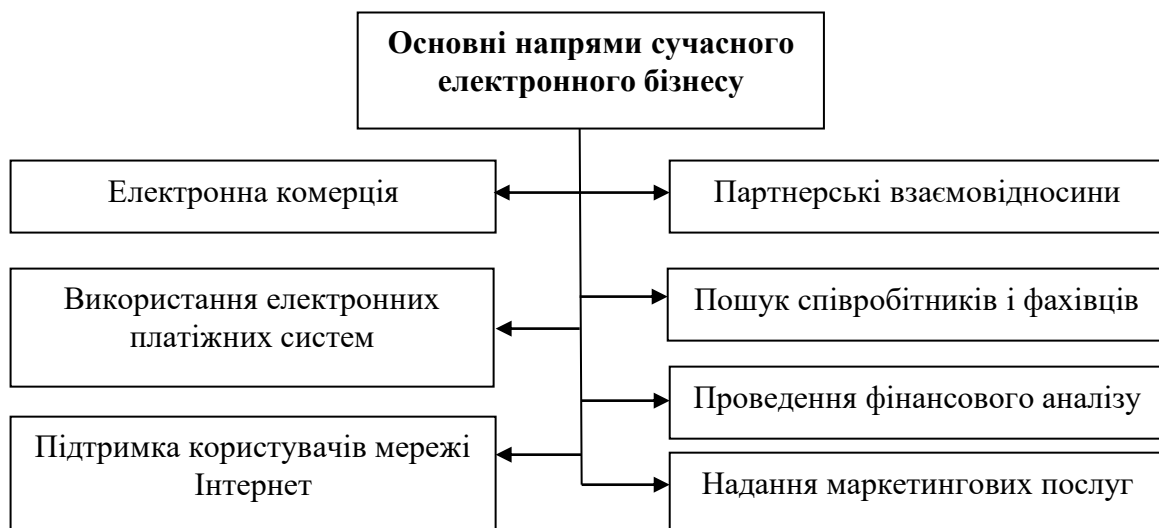 Основні напрями сучасного
електронного бізнесу
Електронна комерція
Партнерські взаємовідносини
Використання електронних
платіжних систем
Пошук співробітників і фахівців
Проведення фінансового аналізу
Підтримка користувачів мережі
Інтернет
Надання маркетингових послуг